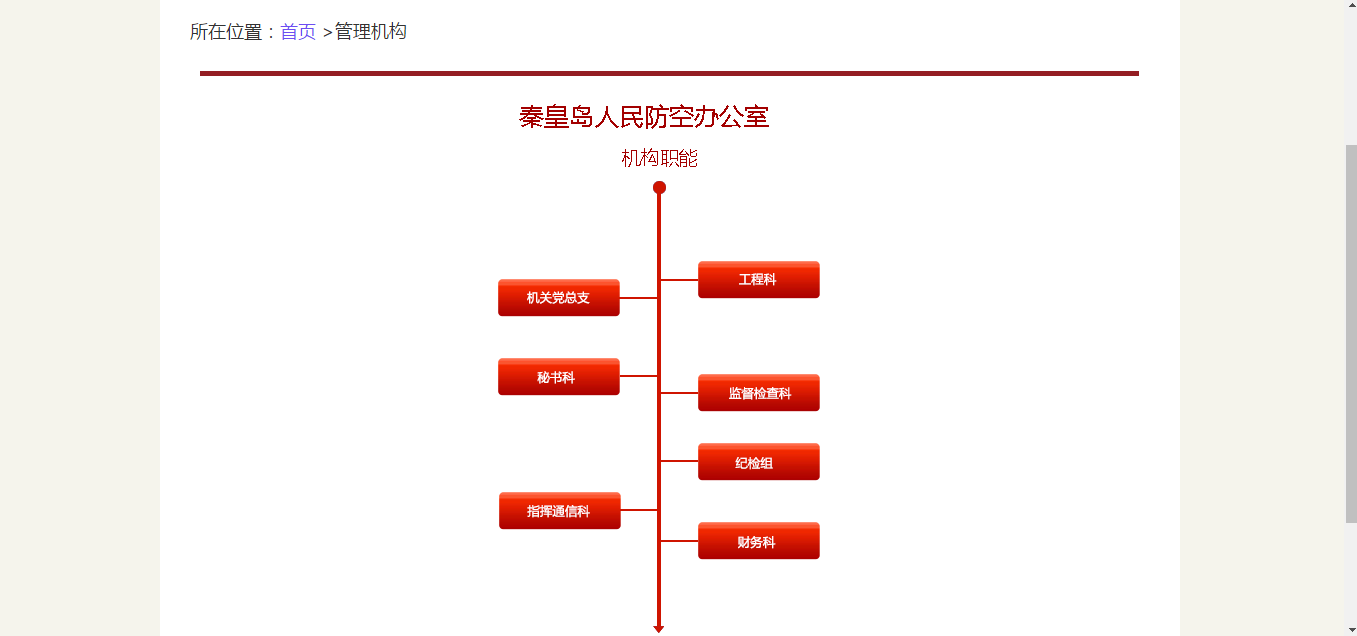 所在位置：首页 >管理机构
秦皇岛人民防空办公室
机构职能
工程科
机关党总支
秘书科
监督检查科
纪检组
指挥通信科
财务科